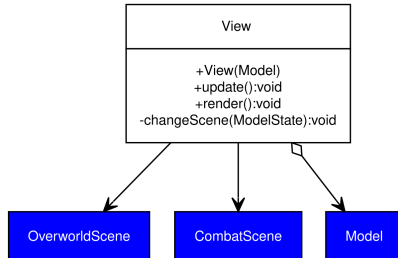 View
+View(Model)
+update():void
+render():void
-changeScene(ModelState):void
OverworldScene
CombatScene
Model